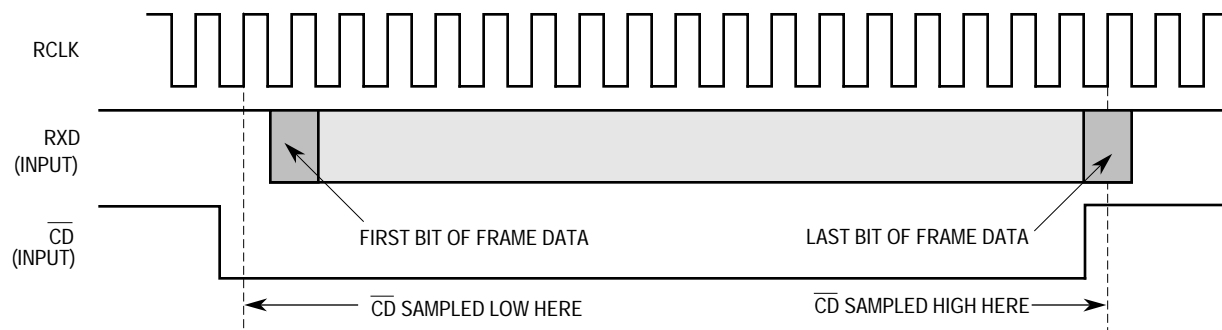 RCLK
RXD
(INPUT)
CD
(INPUT)
FIRST BIT OF FRAME DATA
LAST BIT OF FRAME DATA
CD SAMPLED LOW HERE
CD SAMPLED HIGH HERE